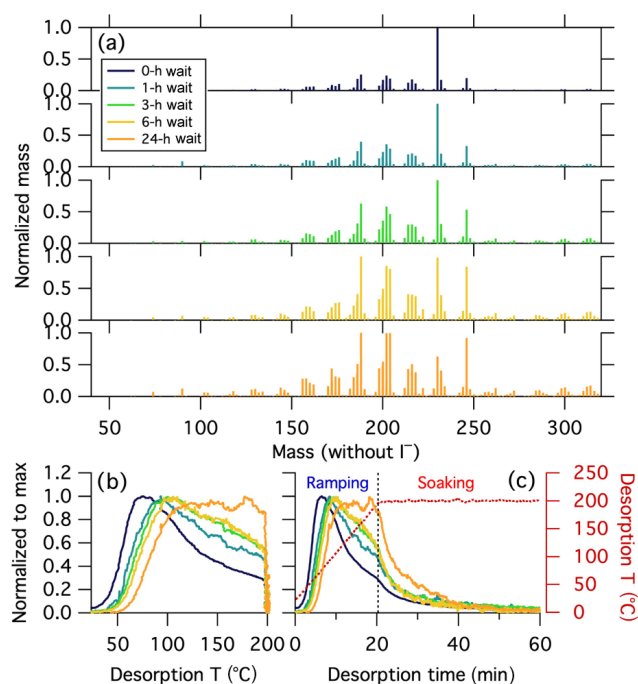 (a)
0-h wait
1-h wait
3-h wait
6-h wait
24-h wait
Normalized mass
1.0
0.5
0.0
1.0
0.5
0.0
1.0
0.5
0.0
1.0
0.5
0.0
1.0
0.5
0.0
50 100 150 200 250 300
Mass (without I⁻)
(b)
Normalized to max
1.2
1.0
0.8
0.6
0.4
0.2
0.0
0 50 100 150 200
Desorption T (°C)
Ramping Soaking (c)
0 20 40 60
Desorption time (min)
250
200
150
100
50
0
Desorption T (°C)